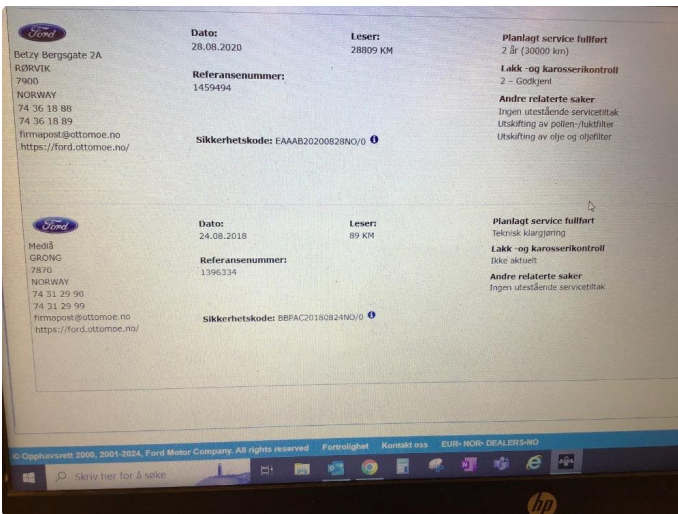 Ford
Betzy Bergsgate 2A
RØRVIK
7900
NORWAY
74 36 18 88
74 36 18 89
firmapost@ottomoe.no
https://ford.ottomoe.no/
Dato:
28.08.2020
Referansenummer:
1459494
Leser:
28809 KM
Sikkerhetskode: EAAAB20200828NO/0
Planlagt service fullført
2 år (30000 km)
Lakk -og karosserikontroll
2 – Godkjent
Andre relaterte saker
Ingen utestående servicetiltak
Utskifting av pollen-/luktfilter
Utskifting av olje og oljefilter
Ford
Mediå
GRONG
7870
NORWAY
74 31 29 90
74 31 29 99
firmapost@ottomoe.no
https://ford.ottomoe.no/
Dato:
24.08.2018
Referansenummer:
1396334
Leser:
89 KM
Sikkerhetskode: BBPAC20180824NO/0
Planlagt service fullført
Teknisk klargjøring
Lakk -og karosserikontroll
Ikke aktuelt
Andre relaterte saker
Ingen utestående servicetiltak
© Opphavsrett 2000, 2001-2024, Ford Motor Company. All rights reserved Fortrolighet Kontakt oss EUR- NOR- DEALERS-NO
Skriv her for å søke
hp